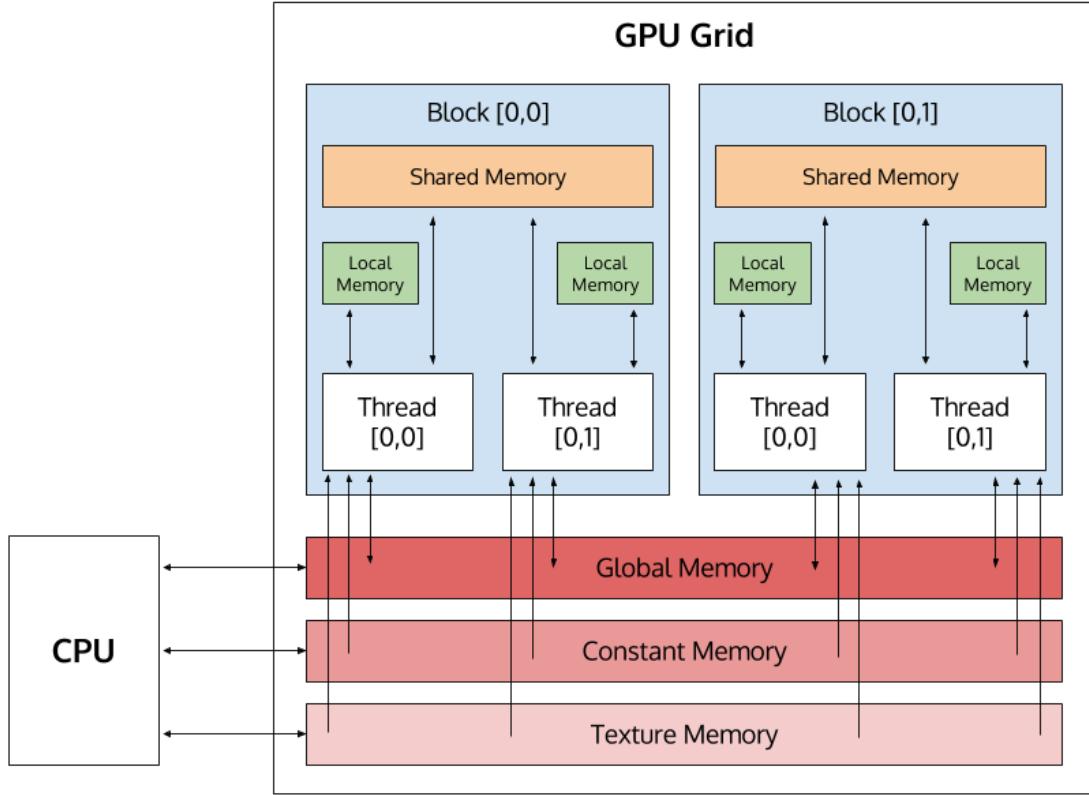 GPU Grid
Block [0,0]
Shared Memory
Local
Memory
Local
Memory
Thread
[0,0]
Thread
[0,1]
Block [0,1]
Shared Memory
Local
Memory
Local
Memory
Thread
[0,0]
Thread
[0,1]
CPU
Global Memory
Constant Memory
Texture Memory